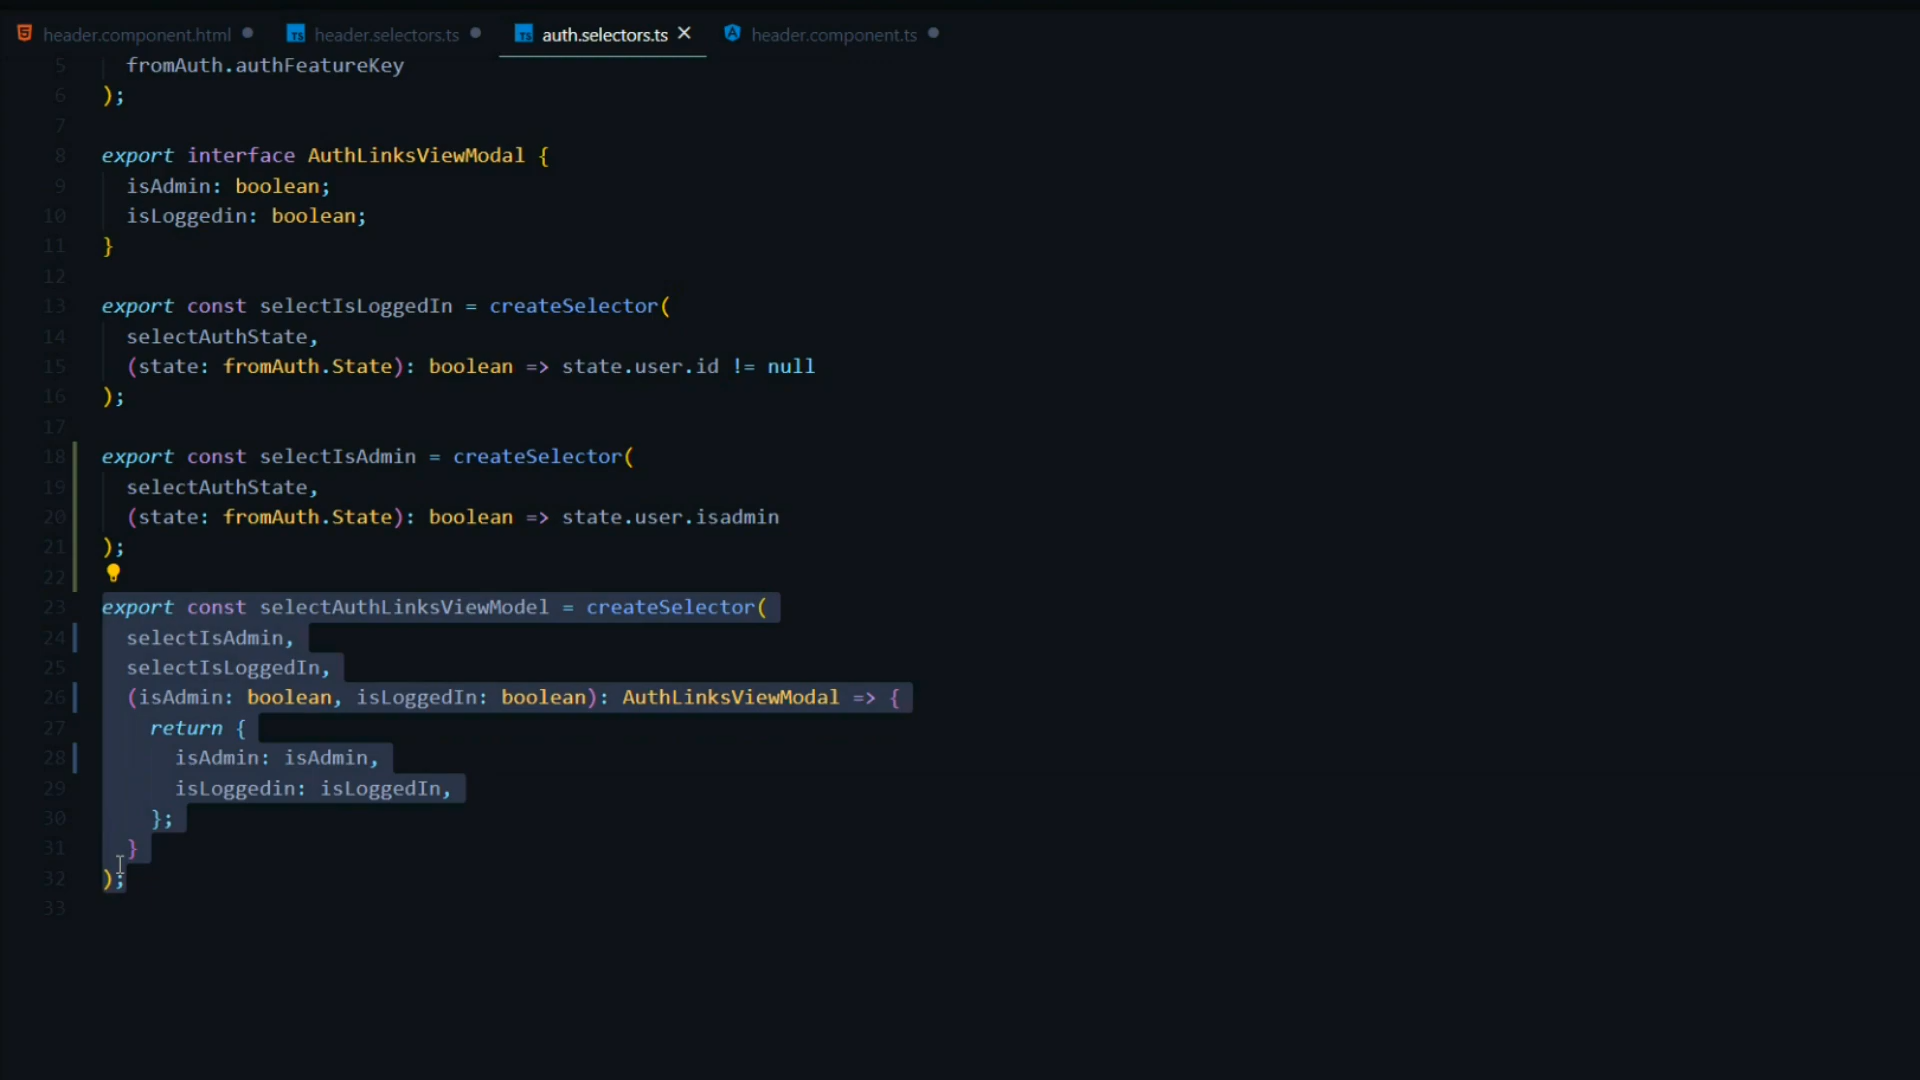 header.component.html header.selectors.ts auth.selectors.ts header.component.ts
5 fromAuth.authFeatureKey
6 );
7
8 export interface AuthLinksViewModal {
9 isAdmin: boolean;
10 isLoggedin: boolean;
11 }
12
13 export const selectIsLoggedIn = createSelector(
14 selectAuthState,
15 (state: fromAuth.State): boolean => state.user.id != null
16 );
17
18 export const selectIsAdmin = createSelector(
19 selectAuthState,
20 (state: fromAuth.State): boolean => state.user.isadmin
21 );
22
23 export const selectAuthLinksViewModel = createSelector(
24 selectIsAdmin,
25 selectIsLoggedIn,
26 (isAdmin: boolean, isLoggedIn: boolean): AuthLinksViewModal => {
27 return {
28 isAdmin: isAdmin,
29 isLoggedin: isLoggedIn,
30 };
31 }
32 );
33